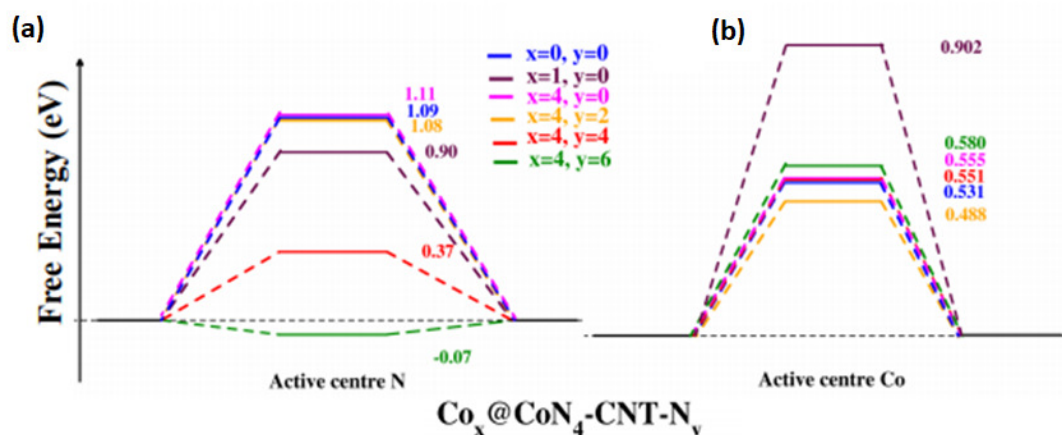 (a)
Free Energy (eV)
1.11
1.09
1.08
0.90
0.37
-0.07
Active centre N
x=0, y=0
x=1, y=0
x=4, y=0
x=4, y=2
x=4, y=4
x=4, y=6
(b)
0.902
0.580
0.555
0.551
0.531
0.488
Active centre Co
Coₓ@CoN₄-CNT-Nᵧ